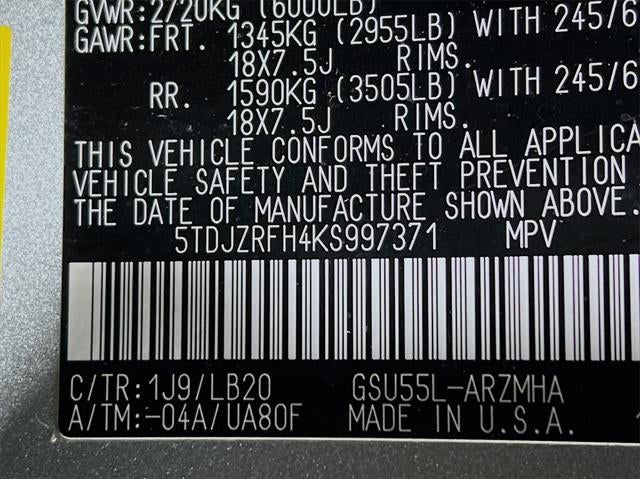 GVWR:2720KG (6000LB)
GAWR:FRT. 1345KG (2955LB) WITH 245/6
18X7.5J RIMS.
RR. 1590KG (3505LB) WITH 245/6
18X7.5J RIMS.
THIS VEHICLE CONFORMS TO ALL APPLICA
VEHICLE SAFETY AND THEFT PREVENTION
THE DATE OF MANUFACTURE SHOWN ABOVE.
5TDJZRFH4KS997371 MPV
C/TR:1J9/LB20 GSU55L-ARZMHA
A/TM:-04A/UA80F MADE IN U.S.A.